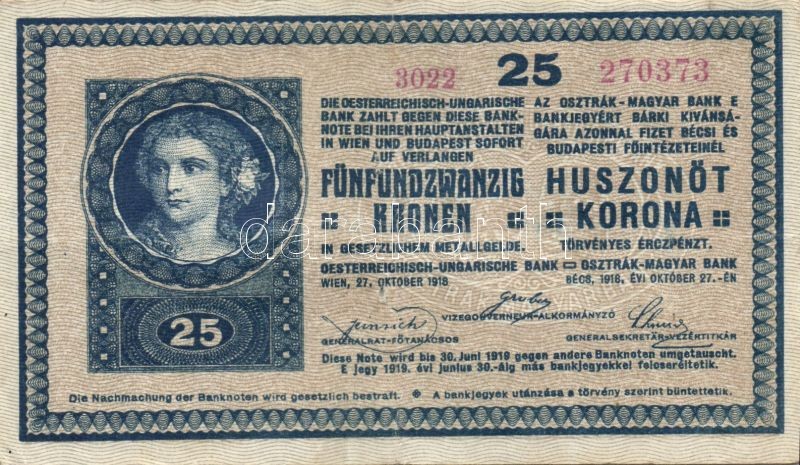 3022 25 270373
DIE OESTERREICHISCH-UNGARISCHE
BANK ZAHLT GEGEN DIESE BANK-
NOTE BEI IHREN HAUPTANSTALTEN
IN WIEN UND BUDAPEST SOFORT
AUF VERLANGEN
FÜNFUNDZWANZIG
KRONEN
IN GESETZLICHEM METALLGELDE.
OESTERREICHISCH-UNGARISCHE BANK
WIEN, 27. OKTOBER 1918
AZ OSZTRÁK-MAGYAR BANK E
BANKJEGYÉRT BÁRKI KIVÁNSÁ-
GÁRA AZONNAL FIZET BÉCSI ÉS
BUDAPESTI FŐINTÉZETEINÉL
HUSZONÖT
KORONA
TÖRVÉNYES ÉRCZPÉNZT.
OSZTRÁK-MAGYAR BANK
BÉCS, 1918. ÉVI OKTÓBER 27.-ÉN
darabanth
25
VIZEGOUVERNEUR-ALKORMÁNYZÓ
GENERALRAT-FŐTANÁCSOS
GENERALSEKRETÄR-VEZÉRTITKÁR
Diese Note wird bis 30. Juni 1919 gegen andere Banknoten umgetauscht.
E jegy 1919. évi junius 30.-áig más bankjegyekkel felcseréltetik.
Die Nachmachung der Banknoten wird gesetzlich bestraft. A bankjegyek utánzása a törvény szerint büntettetik.